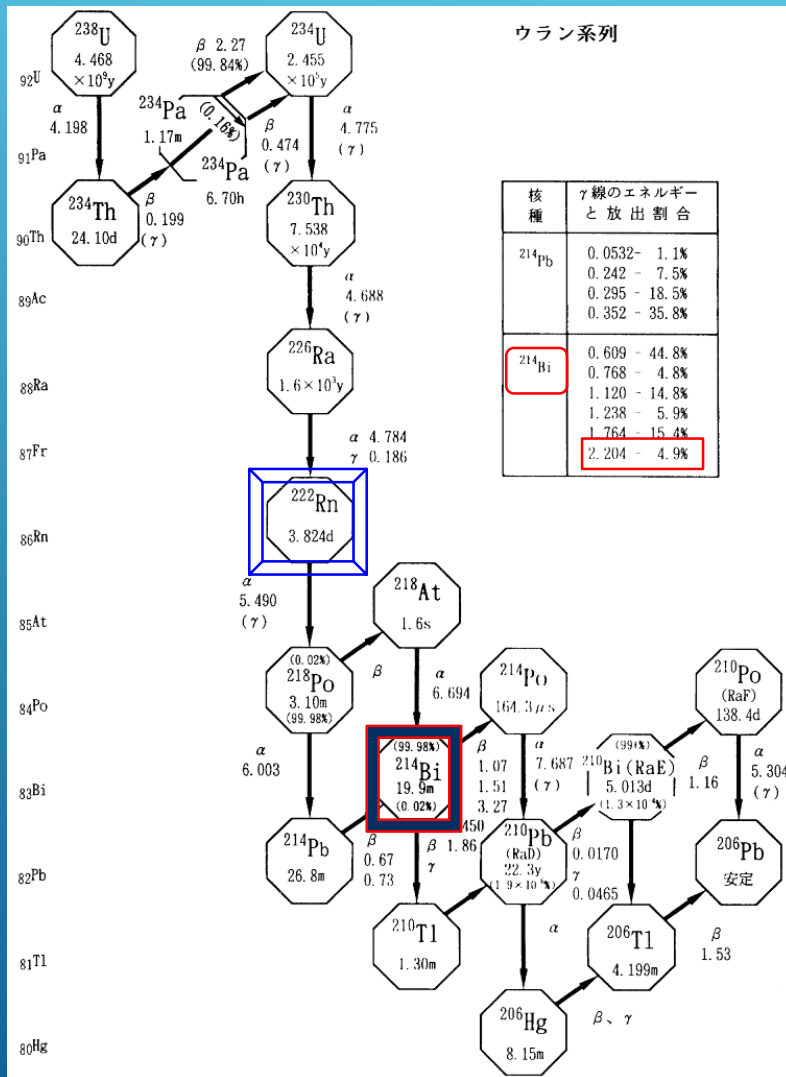 ウラン系列
²³⁸U
4.468
×10⁹y
²³⁴U
2.455
×10⁵y
β 2.27
(99.84%)
₉₂U
α
4.198
²³⁴Pa
1.17m
(0.16%)
β
0.474
(γ)
α
4.775
(γ)
₉₁Pa
²³⁴Pa
6.70h
²³⁴Th
24.10d
β
0.199
(γ)
²³⁰Th
7.538
×10⁴y
₉₀Th
α
4.688
(γ)
₈₉Ac
²²⁶Ra
1.6×10³y
₈₈Ra
α 4.784
γ 0.186
₈₇Fr
²²²Rn
3.824d
₈₆Rn
α
5.490
(γ)
²¹⁸At
1.6s
₈₅At
(0.02%)
²¹⁸Po
3.10m
(99.98%)
β
α
6.694
²¹⁴Po
164.3μs
²¹⁰Po
(RaF)
138.4d
₈₄Po
α
6.003
(99.98%)
²¹⁴Bi
19.9m
(0.02%)
β
1.07
1.51
3.27
α
7.687
(γ)
²¹⁰Bi(RaE)
5.013d
β
1.16
α
5.304
(γ)
₈₃Bi
²¹⁴Pb
26.8m
β
0.67
0.73
450
β 1.86
γ
²¹⁰Pb
(RaD)
22.3y
β
0.0170
γ
0.0465
²⁰⁶Pb
安定
₈₂Pb
²¹⁰Tl
1.30m
α
²⁰⁶Tl
4.199m
β
1.53
₈₁Tl
²⁰⁶Hg
8.15m
β、γ
₈₀Hg
核種 γ線のエネルギーと放出割合
²¹⁴Pb 0.0532- 1.1%
0.242 - 7.5%
0.295 - 18.5%
0.352 - 35.8%
²¹⁴Bi 0.609 - 44.8%
0.768 - 4.8%
1.120 - 14.8%
1.238 - 5.9%
1.764 - 15.4%
2.204 - 4.9%